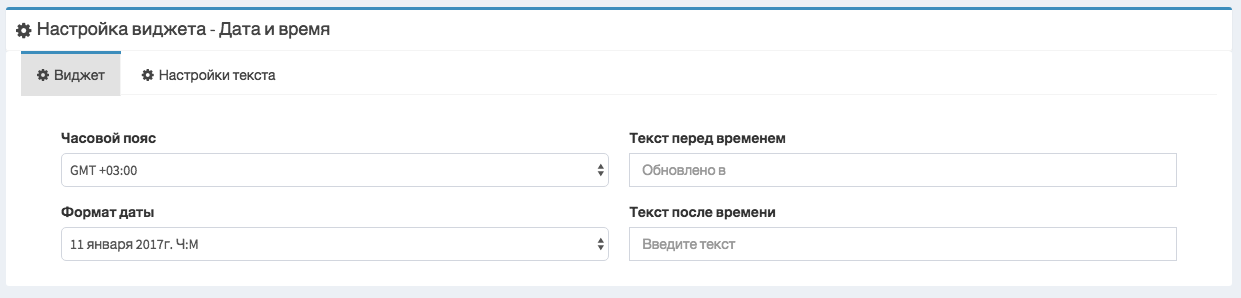 Настройка виджета - Дата и время
Виджет Настройки текста
Часовой пояс Текст перед временем
GMT +03:00 Обновлено в
Формат даты Текст после времени
11 января 2017г. Ч:М Введите текст